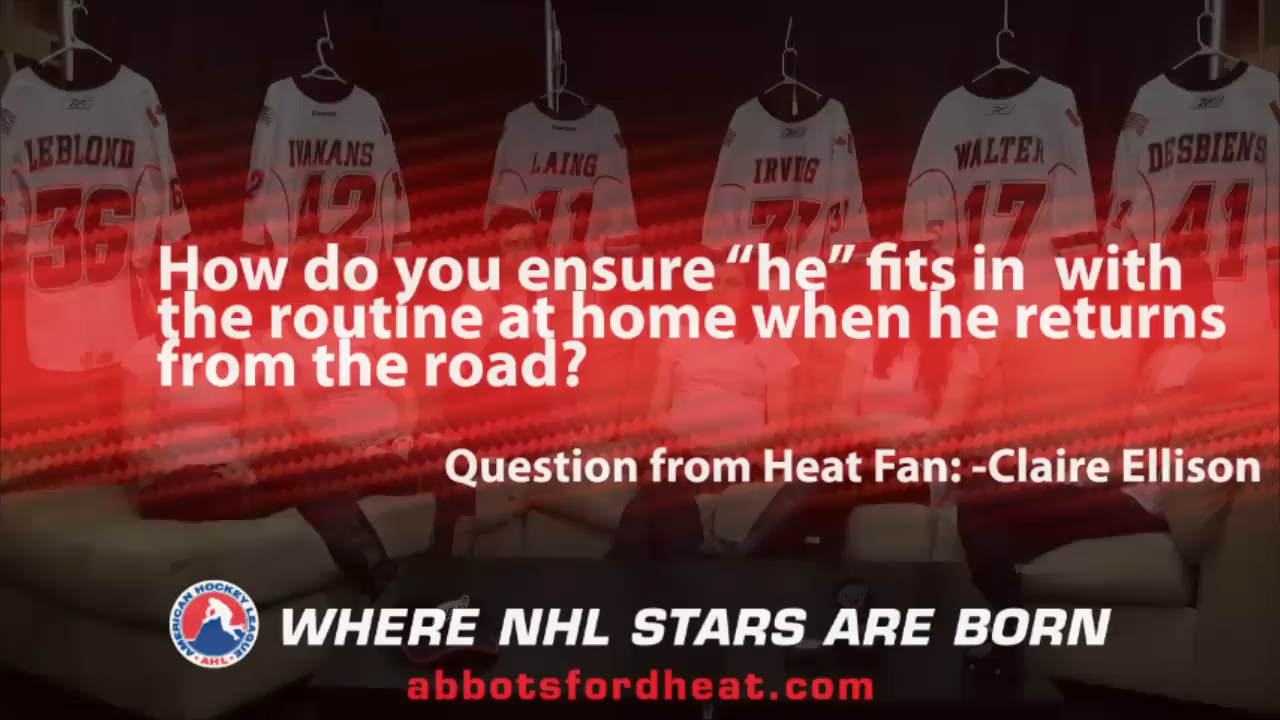 LEBLOND
36
IVANANS
42
LAING
11
IRVING
37
WALTER
17
DESBIENS
41
How do you ensure “he” fits in  with
the routine at home when he returns
from the road?
Question from Heat Fan: -Claire Ellison
AMERICAN HOCKEY LEAGUE
AHL
WHERE NHL STARS ARE BORN
abbotsfordheat.com